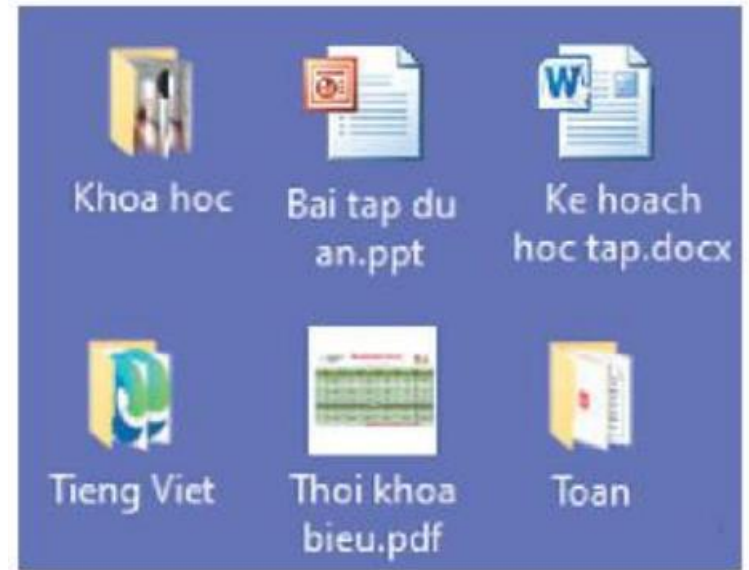 Khoa hoc
Bai tap du
an.ppt
Ke hoach
hoc tap.docx
Tieng Viet
Thoi khoa
bieu.pdf
Toan